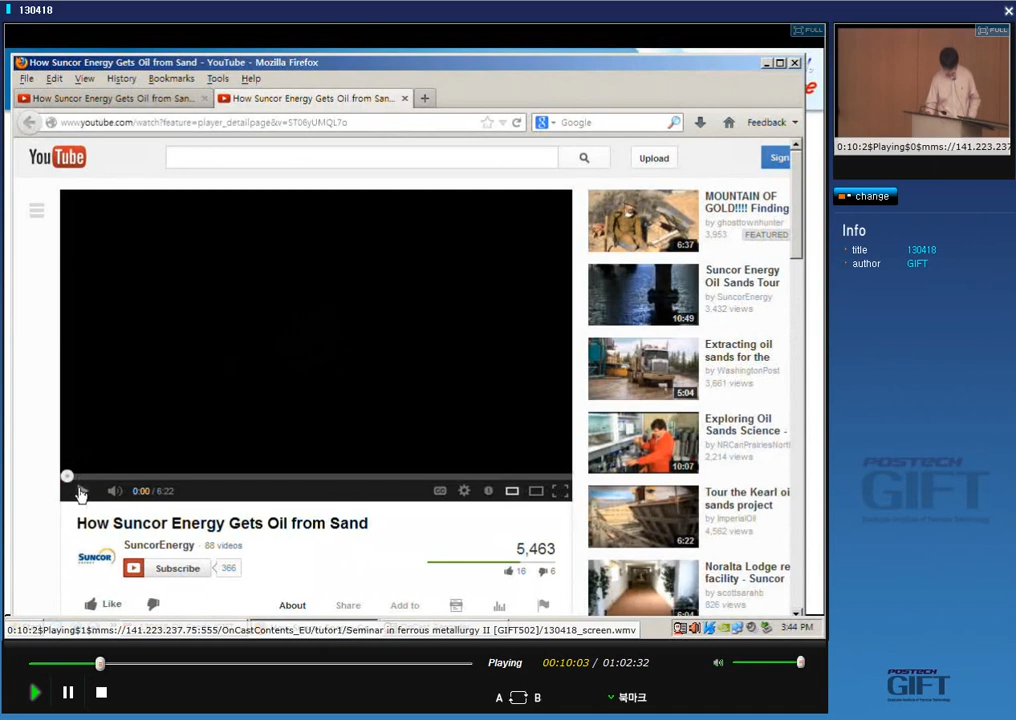 130418
FULL
How Suncor Energy Gets Oil from Sand - YouTube - Mozilla Firefox
File Edit View History Bookmarks Tools Help
How Suncor Energy Gets Oil from San...
How Suncor Energy Gets Oil from San...
www.youtube.com/watch?feature=player_detailpage&v=ST06yUMQL7o
Google
Feedback
YouTube
Upload
Sign
0:00 / 6:22
MOUNTAIN OF
GOLD!!!! Finding
by ghosttownhunter
3,953 FEATURED
6:37
Suncor Energy
Oil Sands Tour
by SuncorEnergy
3,432 views
10:49
Extracting oil
sands for the
by WashingtonPost
3,661 views
5:04
Exploring Oil
Sands Science -
by NRCanPrairiesNort
2,214 views
10:07
Tour the Kearl oi
sands project
by ImperialOil
4,562 views
6:22
Noralta Lodge re
facility - Suncor
by scottsarahb
826 views
6:04
How Suncor Energy Gets Oil from Sand
SUNCOR
SuncorEnergy · 88 videos
Subscribe 366
5,463
16 6
Like
About Share Add to
0:10:2$Playing$1$mms://141.223.237.75:555/OnCastContents_EU/tutor1/Seminar in ferrous metallurgy II [GIFT502]/130418_screen.wmv
3:44 PM
Playing 00:10:03 / 01:02:32
A B 북마크
FULL
0:10:2$Playing$0$mms://141.223.237
change
Info
title 130418
author GIFT
POSTECH
GIFT
POSTECH
GIFT